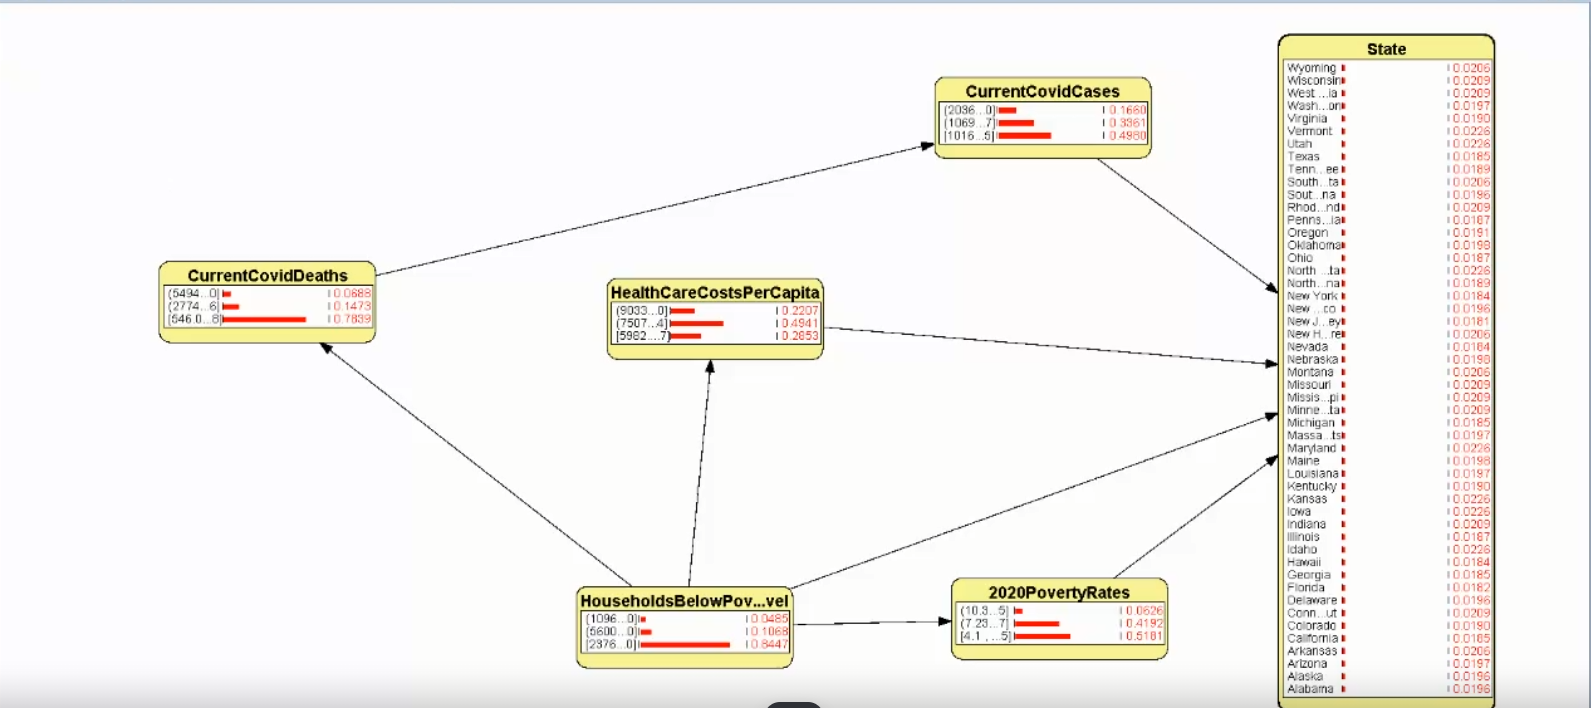 State
Wyoming 0.0206
Wisconsin 0.0209
West ...ia 0.0209
Wash...on 0.0197
Virginia 0.0190
Vermont 0.0226
Utah 0.0226
Texas 0.0185
Tenn...ee 0.0189
South...ta 0.0206
Sout...na 0.0196
Rhod...nd 0.0209
Penns...ia 0.0187
Oregon 0.0191
Oklahoma 0.0198
Ohio 0.0187
North ...ta 0.0226
North...na 0.0189
New York 0.0184
New ...co 0.0196
New J...ey 0.0181
New H...re 0.0206
Nevada 0.0184
Nebraska 0.0198
Montana 0.0206
Missouri 0.0209
Missis...pi 0.0209
Minne...ta 0.0209
Michigan 0.0185
Massa...ts 0.0197
Maryland 0.0226
Maine 0.0198
Louisiana 0.0197
Kentucky 0.0190
Kansas 0.0226
Iowa 0.0226
Indiana 0.0209
Illinois 0.0187
Idaho 0.0226
Hawaii 0.0184
Georgia 0.0185
Florida 0.0182
Delaware 0.0196
Conn...ut 0.0209
Colorado 0.0190
California 0.0185
Arkansas 0.0206
Arizona 0.0197
Alaska 0.0196
Alabama 0.0196
CurrentCovidCases
(2036...0] 0.1660
(1069...7] 0.3361
[1016...5] 0.4980
CurrentCovidDeaths
(5494...0] 0.0688
(2774...6] 0.1473
[546.0...8] 0.7839
HealthCareCostsPerCapita
(9033...0] 0.2207
(7507...4] 0.4941
[5982....7] 0.2853
HouseholdsBelowPov...vel
(1096...0] 0.0485
(5600...0] 0.1068
[2376...0] 0.8447
2020PovertyRates
(10.3...5] 0.0626
(7.23...7] 0.4192
[4.1 , ...5] 0.5181